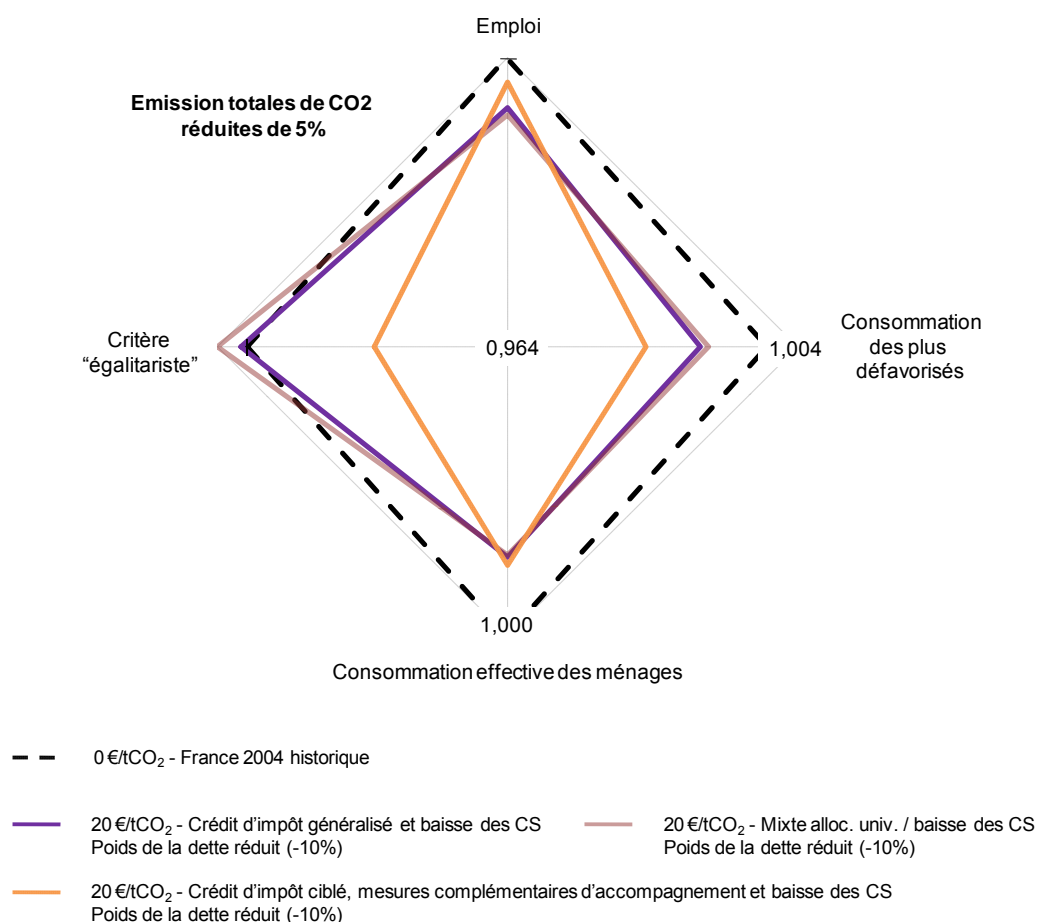 Emploi
Emission totales de CO2
réduites de 5%
Critère
“égalitariste”
0,964
1,004
Consommation
des plus
défavorisés
1,000
Consommation effective des ménages
0 €/tCO2 - France 2004 historique
20 €/tCO2 - Crédit d'impôt généralisé et baisse des CS
Poids de la dette réduit (-10%)
20 €/tCO2 - Mixte alloc. univ. / baisse des CS
Poids de la dette réduit (-10%)
20 €/tCO2 - Crédit d'impôt ciblé, mesures complémentaires d'accompagnement et baisse des CS
Poids de la dette réduit (-10%)